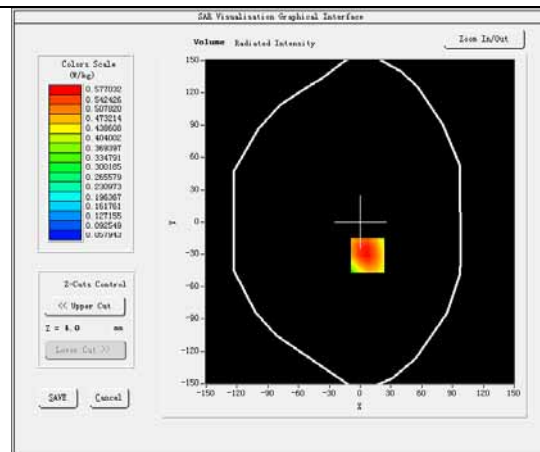 SAR Visualisation Graphical Interface
Volume Radiated Intensity
Zoom In/Out
Colors Scale
(W/kg)
0.577032
0.542426
0.507820
0.473214
0.438608
0.404002
0.369397
0.334791
0.300185
0.265579
0.230973
0.196367
0.161761
0.127155
0.092549
0.057943
Z-Cuts Control
<< Upper Cut
Z = 4.0 mm
Lower Cut >>
SAVE Cancel
150
120
90
60
30
0
-30
-60
-90
-120
-150
Y
-150 -120 -90 -60 -30 0 30 60 90 120 150
X